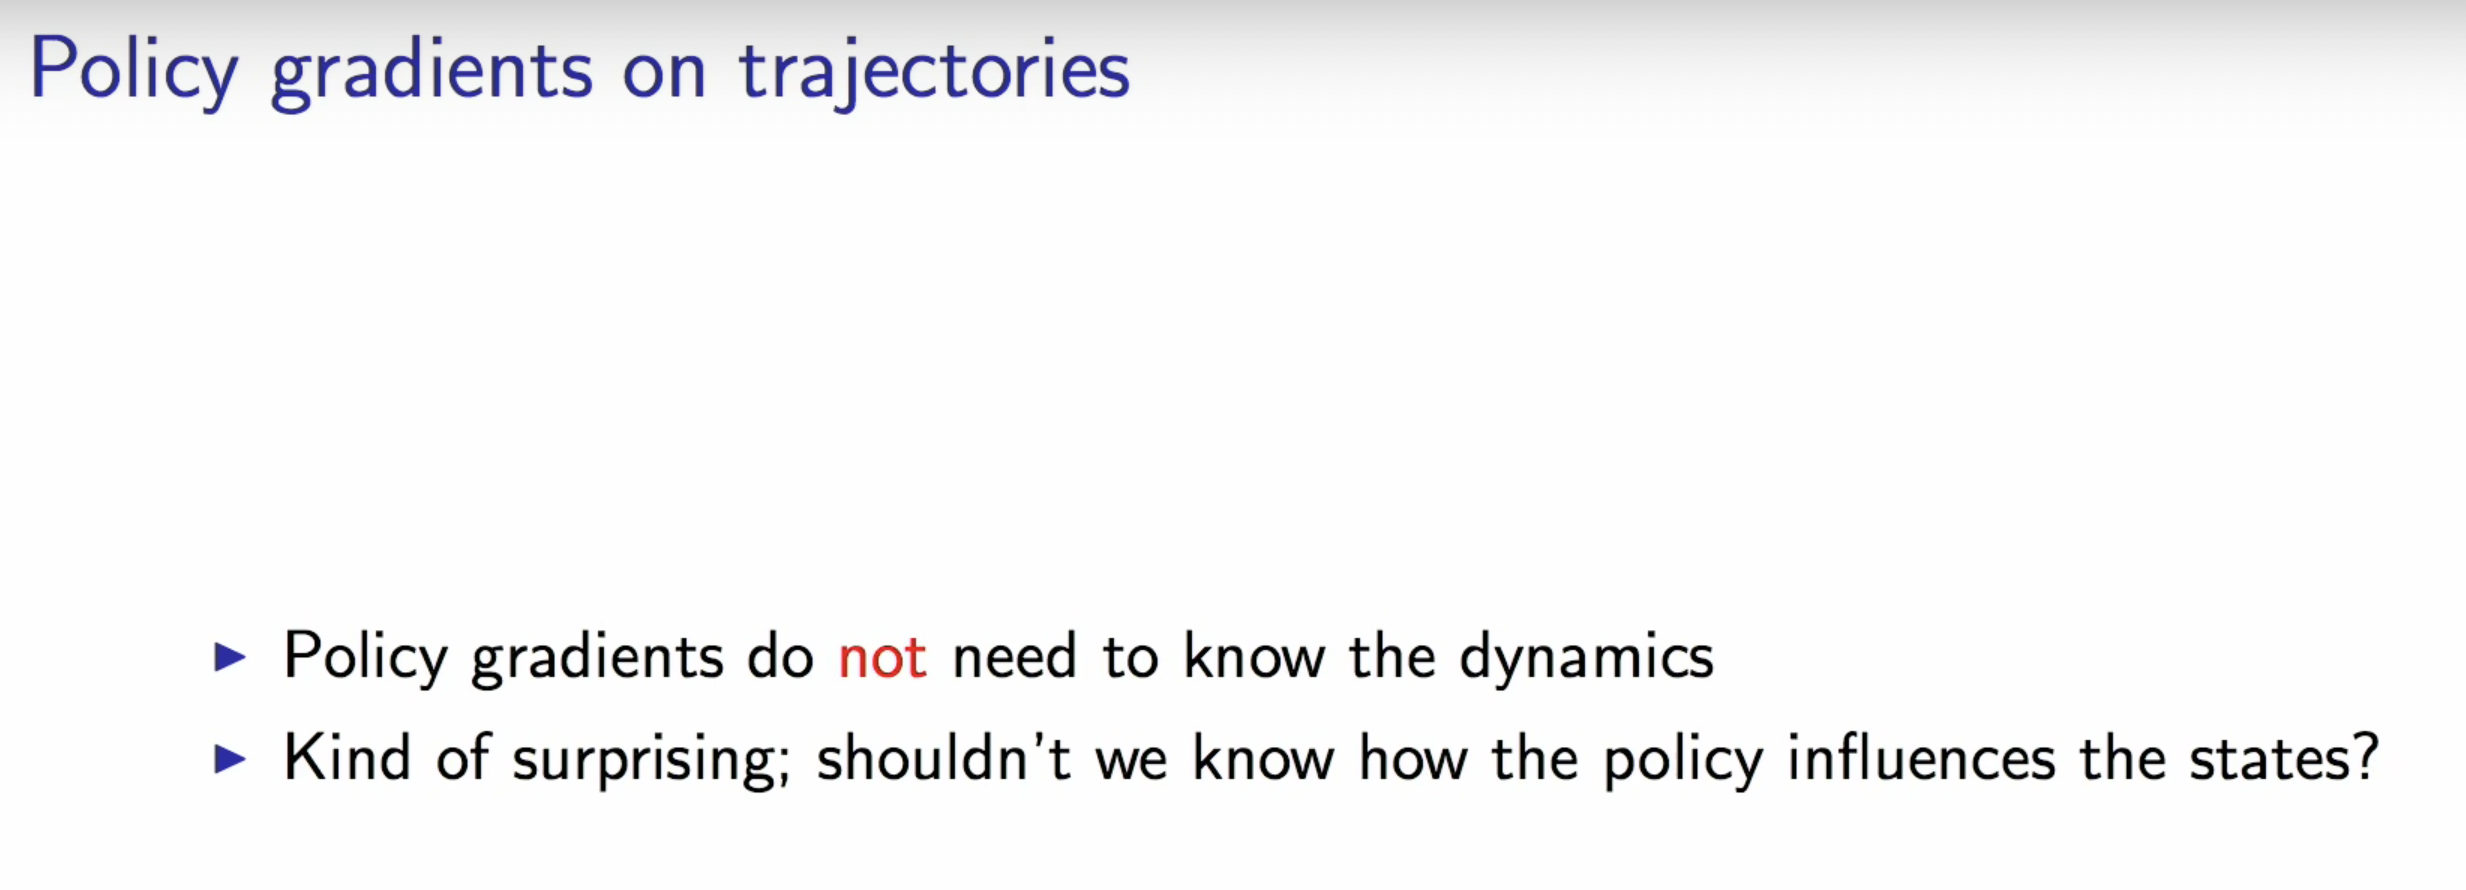 Policy gradients on trajectories
▶ Policy gradients do not need to know the dynamics
▶ Kind of surprising; shouldn't we know how the policy influences the states?